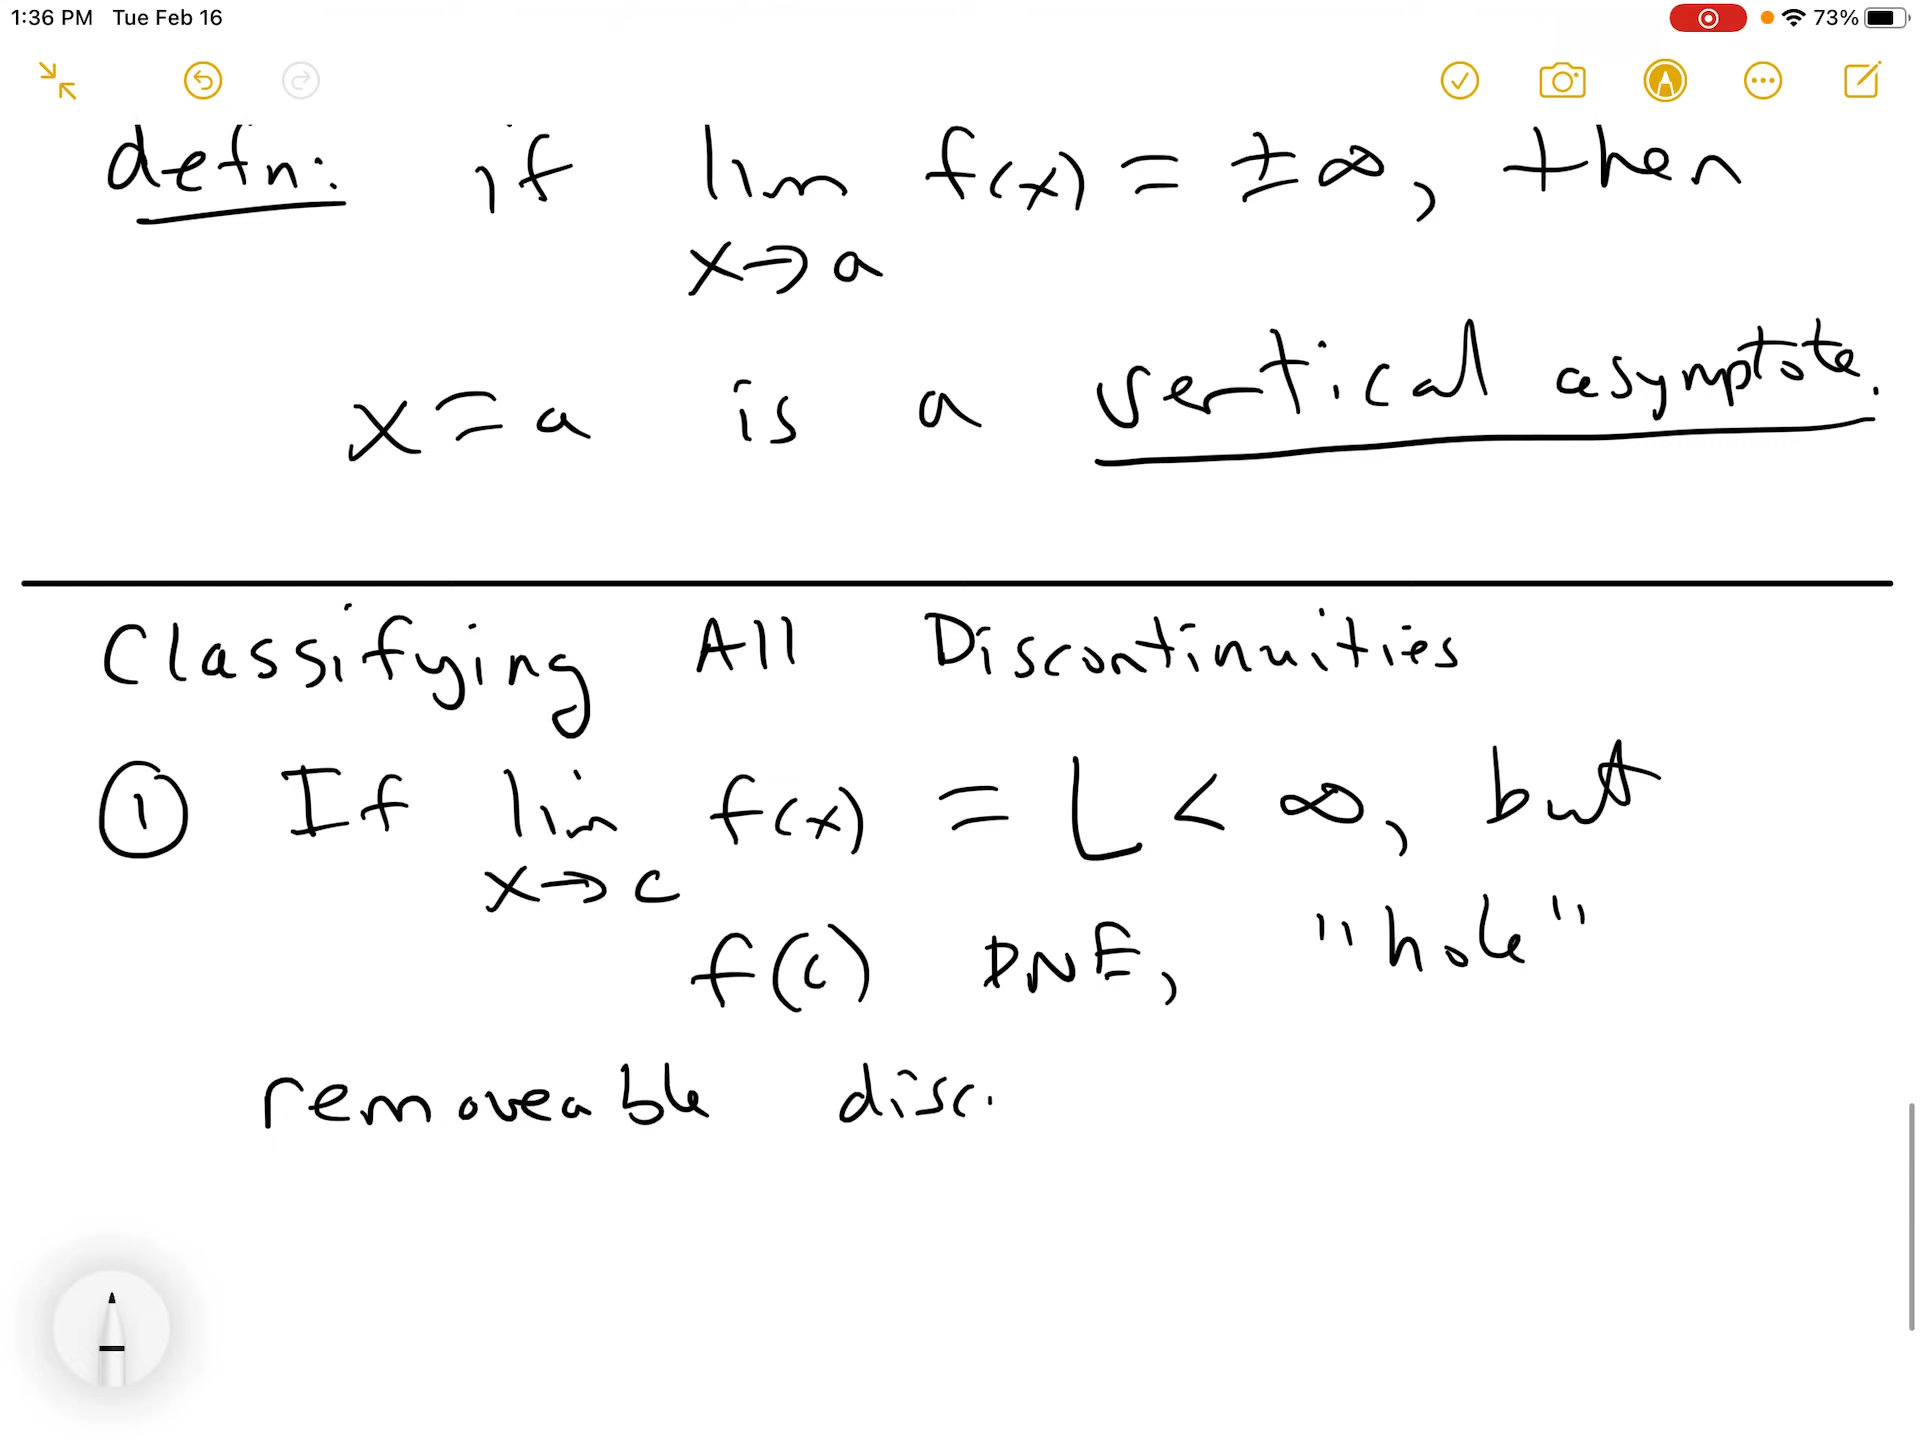 1:36 PM Tue Feb 16 73%
defn: if lim f(x) = ±∞, then
x→a
x = a is a vertical asymptote.
Classifying All Discontinuities
① If lim f(x) = L < ∞, but
x→c
f(c) DNE, "hole"
removeable disc.